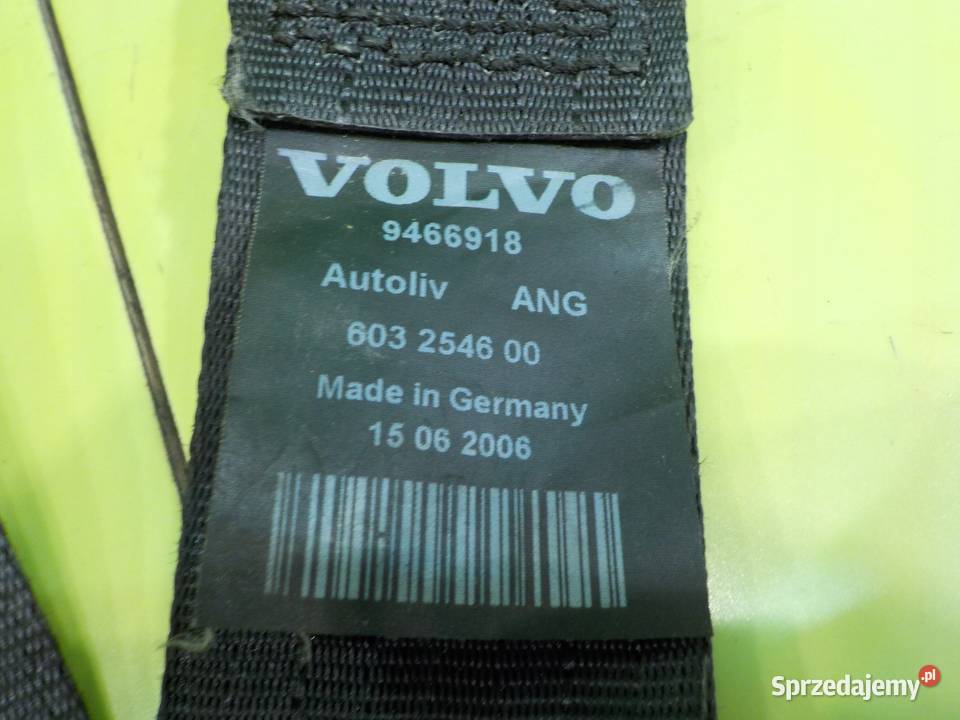 VOLVO
9466918
Autoliv ANG
603 2546 00
Made in Germany
15 06 2006
Sprzedajemy .pl